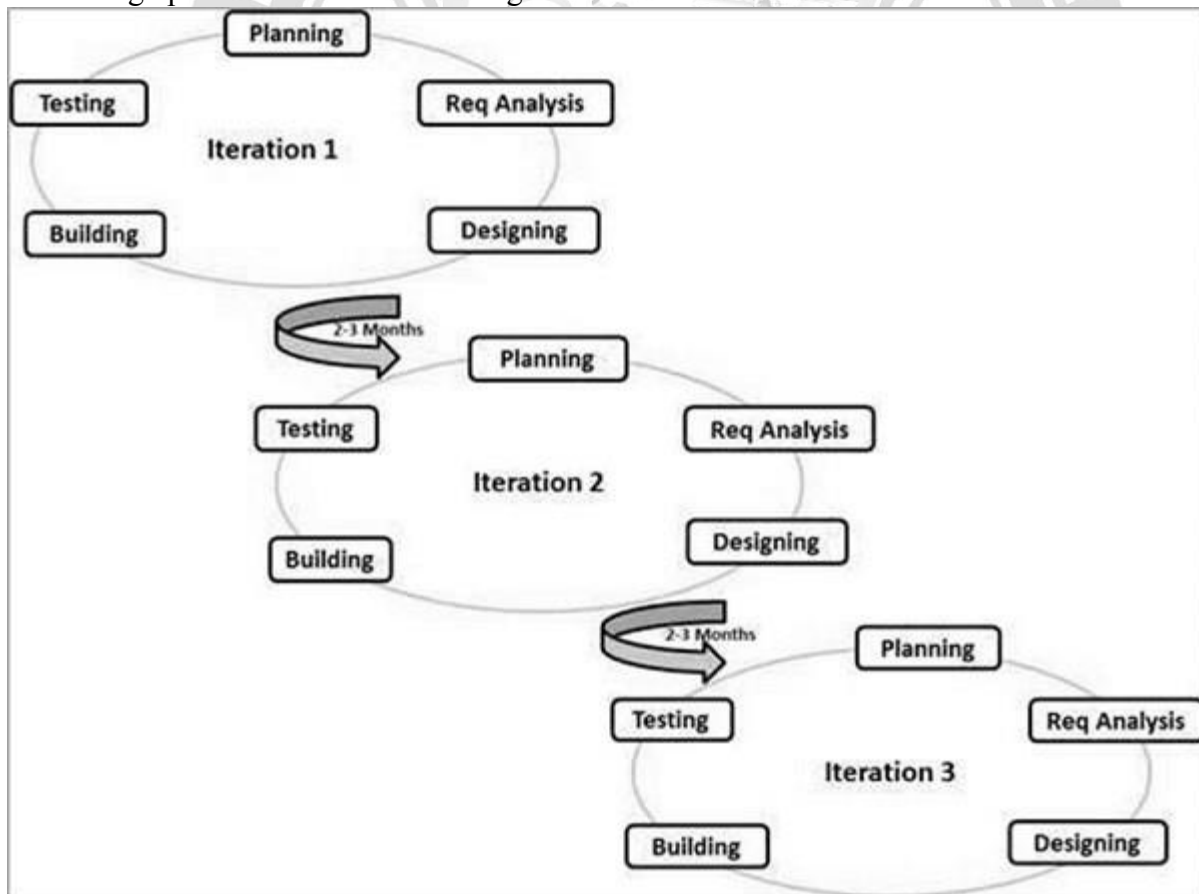 Planning
Testing
Req Analysis
Iteration 1
Building
Designing
2-3 Months
Planning
Testing
Req Analysis
Iteration 2
Designing
Building
2-3 Months
Planning
Testing
Req Analysis
Iteration 3
Building
Designing